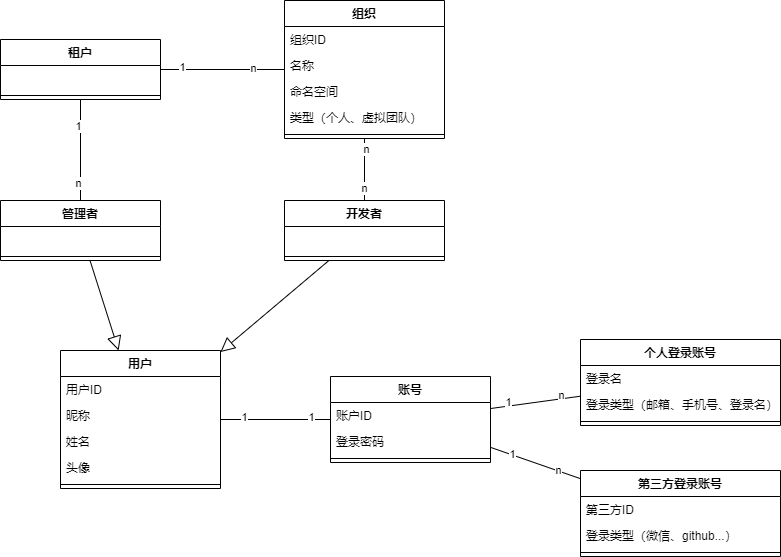 组织
组织ID
名称
命名空间
类型（个人、虚拟团队）
租户
1
n
1
n
n
n
管理者
开发者
用户
用户ID
昵称
姓名
头像
1
1
账号
账户ID
登录密码
1
n
个人登录账号
登录名
登录类型（邮箱、手机号、登录名）
1
n
第三方登录账号
第三方ID
登录类型（微信、github...）